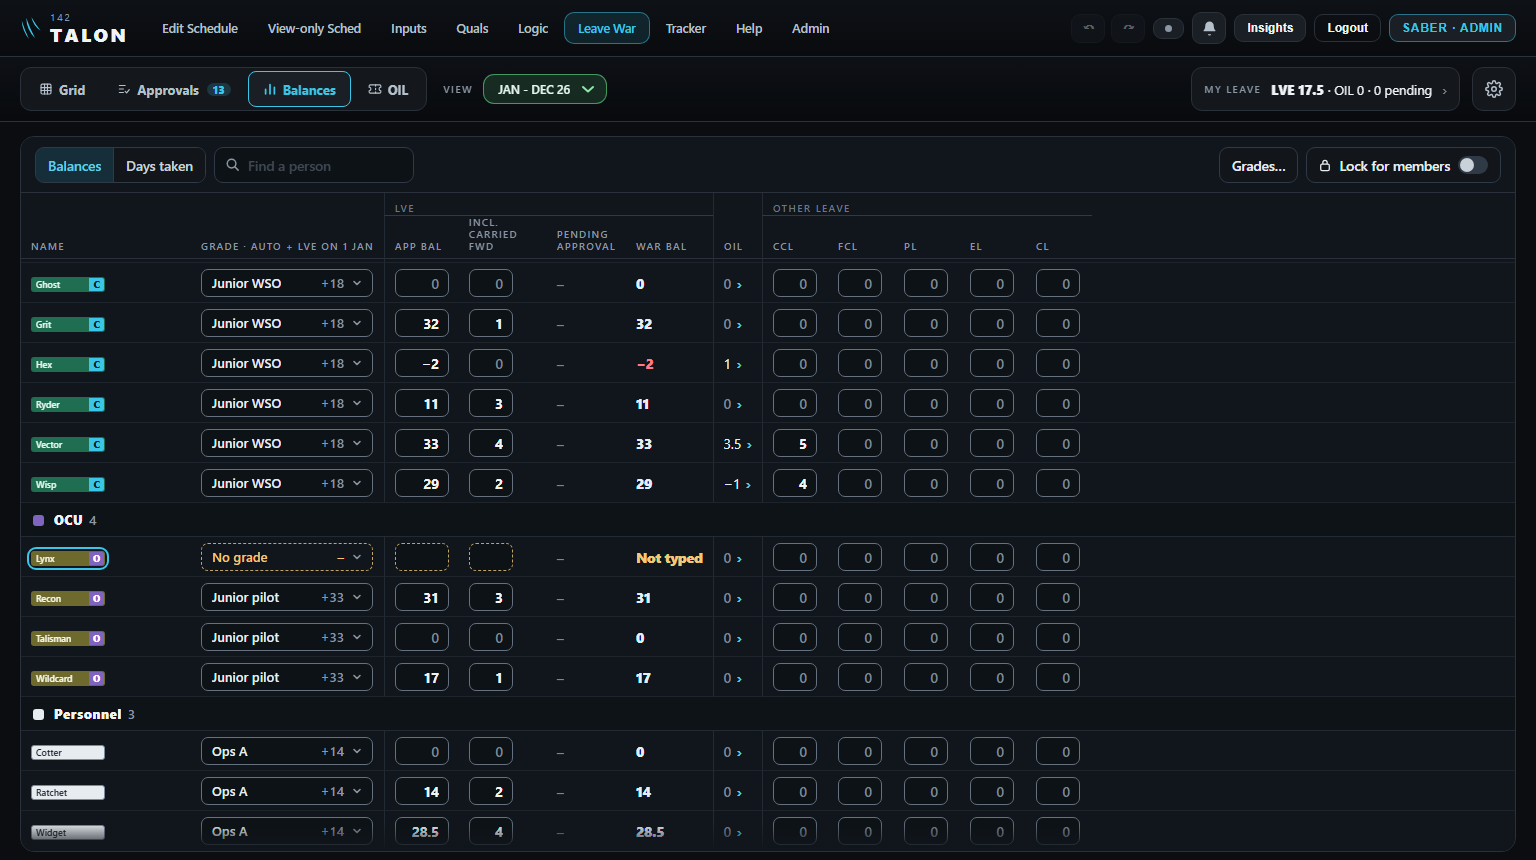 142
TALON
Edit Schedule
View-only Sched
Inputs
Quals
Logic
Leave War
Tracker
Help
Admin
Insights
Logout
SABER · ADMIN
Grid
Approvals 13
Balances
OIL
VIEW
JAN - DEC 26
MY LEAVE LVE 17.5 · OIL 0 · 0 pending ›
Balances
Days taken
Find a person
Grades...
Lock for members
LVE
OTHER LEAVE
NAME
GRADE · AUTO + LVE ON 1 JAN
APP BAL
INCL.
CARRIED
FWD
PENDING
APPROVAL
WAR BAL
OIL
CCL
FCL
PL
EL
CL
Ghost C Junior WSO +18 0 0 – 0 0 › 0 0 0 0 0
Grit C Junior WSO +18 32 1 – 32 0 › 0 0 0 0 0
Hex C Junior WSO +18 −2 0 – −2 1 › 0 0 0 0 0
Ryder C Junior WSO +18 11 3 – 11 0 › 0 0 0 0 0
Vector C Junior WSO +18 33 4 – 33 3.5 › 5 0 0 0 0
Wisp C Junior WSO +18 29 2 – 29 −1 › 4 0 0 0 0
OCU 4
Lynx O No grade – – Not typed 0 › 0 0 0 0 0
Recon O Junior pilot +33 31 3 – 31 0 › 0 0 0 0 0
Talisman O Junior pilot +33 0 0 – 0 0 › 0 0 0 0 0
Wildcard O Junior pilot +33 17 1 – 17 0 › 0 0 0 0 0
Personnel 3
Cotter Ops A +14 0 0 – 0 0 › 0 0 0 0 0
Ratchet Ops A +14 14 2 – 14 0 › 0 0 0 0 0
Widget Ops A +14 28.5 4 – 28.5 0 › 0 0 0 0 0